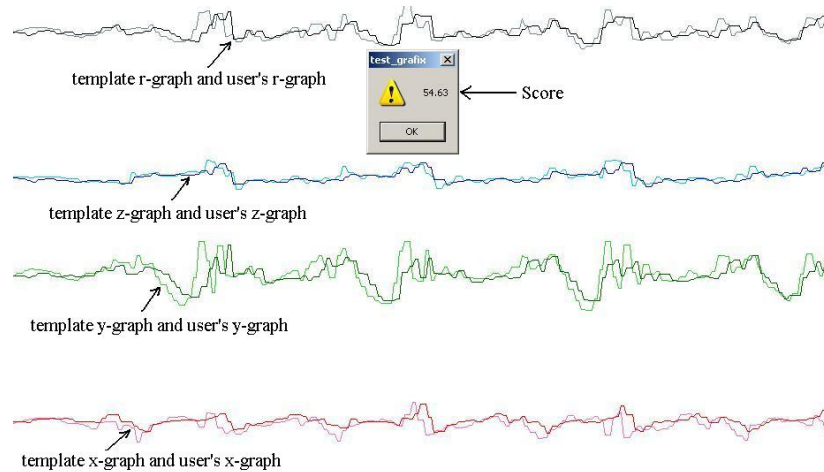 template r-graph and user's r-graph
test_grafix
54.63
Score
OK
template z-graph and user's z-graph
template y-graph and user's y-graph
template x-graph and user's x-graph